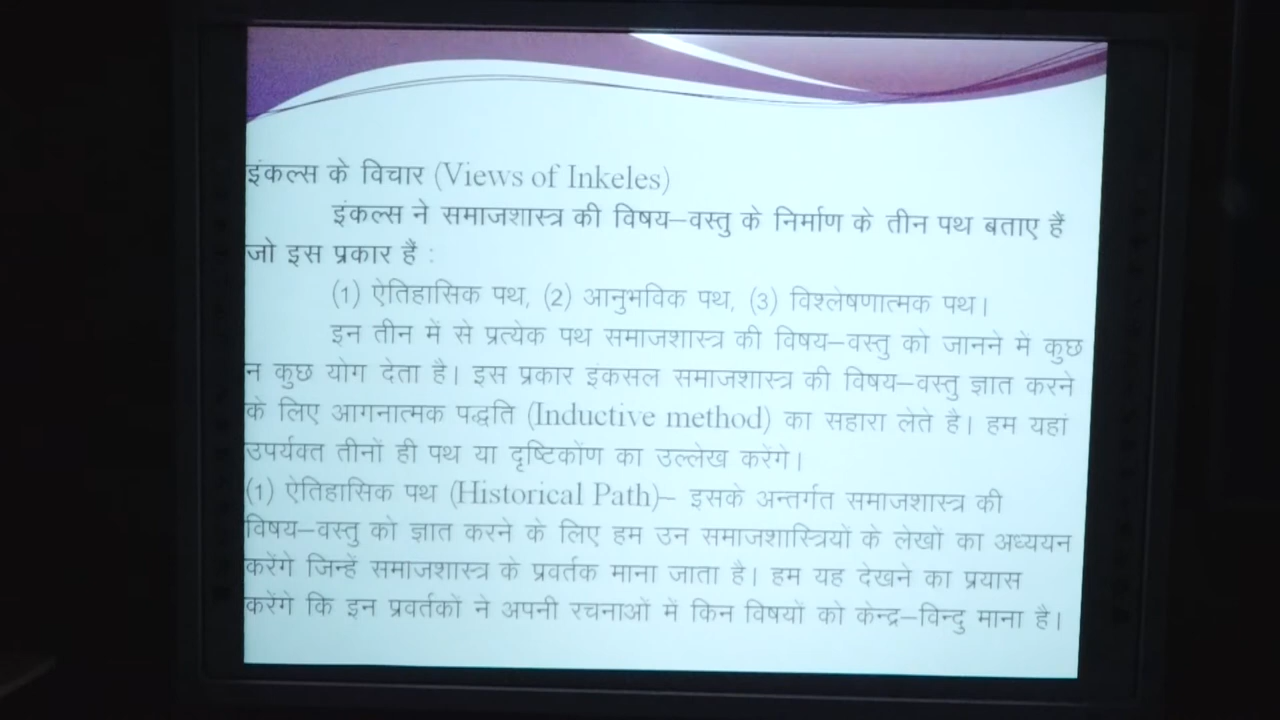 इंकल्स के विचार (Views of Inkeles)
इंकल्स ने समाजशास्त्र की विषय–वस्तु के निर्माण के तीन पथ बताए हैं
जो इस प्रकार हैं :
(1) ऐतिहासिक पथ, (2) आनुभविक पथ, (3) विश्लेषणात्मक पथ।
इन तीन में से प्रत्येक पथ समाजशास्त्र की विषय–वस्तु को जानने में कुछ
न कुछ योग देता है। इस प्रकार इंकसल समाजशास्त्र की विषय–वस्तु ज्ञात करने
के लिए आगनात्मक पद्धति (Inductive method) का सहारा लेते है। हम यहां
उपर्यवत तीनों ही पथ या दृष्टिकोंण का उल्लेख करेंगे।
(1) ऐतिहासिक पथ (Historical Path)– इसके अन्तर्गत समाजशास्त्र की
विषय–वस्तु को ज्ञात करने के लिए हम उन समाजशास्त्रियों के लेखों का अध्ययन
करेंगे जिन्हें समाजशास्त्र के प्रवर्तक माना जाता है। हम यह देखने का प्रयास
करेंगे कि इन प्रवर्तकों ने अपनी रचनाओं में किन विषयों को केन्द्र–विन्दु माना है।